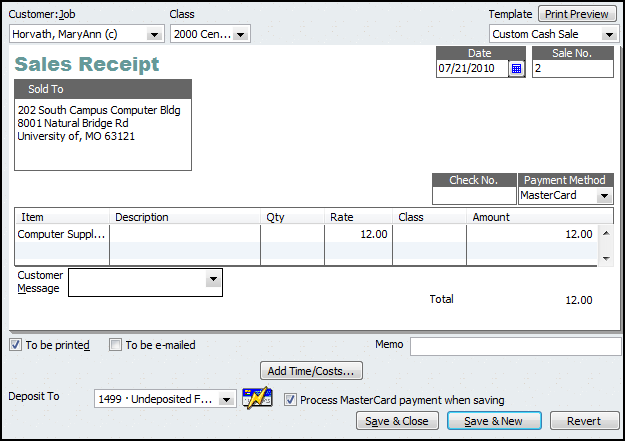 Customer:Job Class Template Print Preview
Horvath, MaryAnn (c) 2000 Cen... Custom Cash Sale
Sales Receipt
Date Sale No.
07/21/2010 2
Sold To
202 South Campus Computer Bldg
8001 Natural Bridge Rd
University of, MO 63121
Check No. Payment Method
MasterCard
Item Description Qty Rate Class Amount
Computer Suppl... 12.00 12.00
Customer
Message
Total 12.00
To be printed To be e-mailed Memo
Add Time/Costs...
Deposit To 1499 · Undeposited F... Process MasterCard payment when saving
Save & Close Save & New Revert